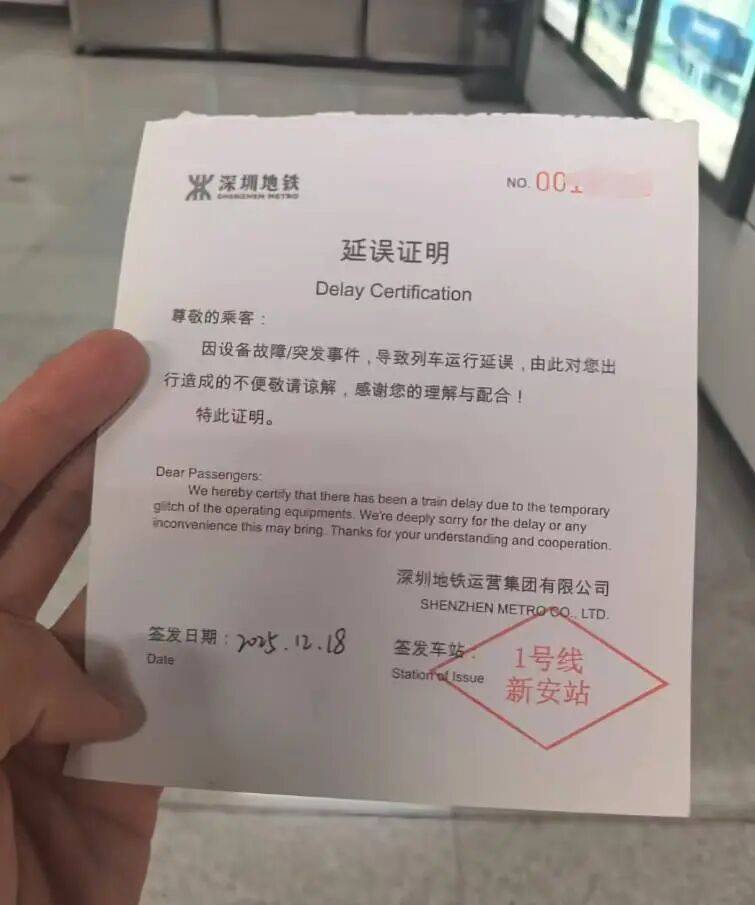 深圳地铁
SHENZHEN METRO
NO. 001
延误证明
Delay Certification
尊敬的乘客：
因设备故障/突发事件，导致列车运行延误，由此对您出
行造成的不便敬请谅解，感谢您的理解与配合！
特此证明。
Dear Passengers:
We hereby certify that there has been a train delay due to the temporary
glitch of the operating equipments. We're deeply sorry for the delay or any
inconvenience this may bring. Thanks for your understanding and cooperation.
深圳地铁运营集团有限公司
SHENZHEN METRO CO., LTD.
签发日期：2025.12.18
Date
签发车站：
Station of Issue
1号线
新安站